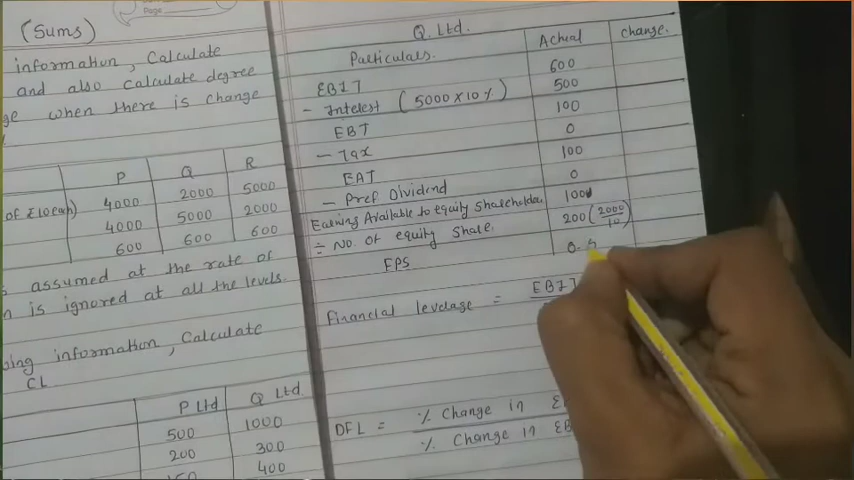 Page
(Sums)
information, Calculate
and also calculate degree
ge when there is change
P Q R
of ₹10 each) 4000 2000 5000
4000 5000 2000
600 600 600
s assumed at the rate of
n is ignored at all the levels.
information, Calculate
CL
P Ltd Q Ltd.
500 1000
200 300
400
Q Ltd.
Particulars. Actual change.
EBIT 600
- Interest (5000 x 10%) 500
EBT 100
- Tax 0
EAT 100
- Pref Dividend 0
Earning Available to equity shareholder 100
÷ No. of equity share. 200 (2000/10)
EPS 0.
Financial leverage = EBIT
DFL = % Change in
% Change in EB